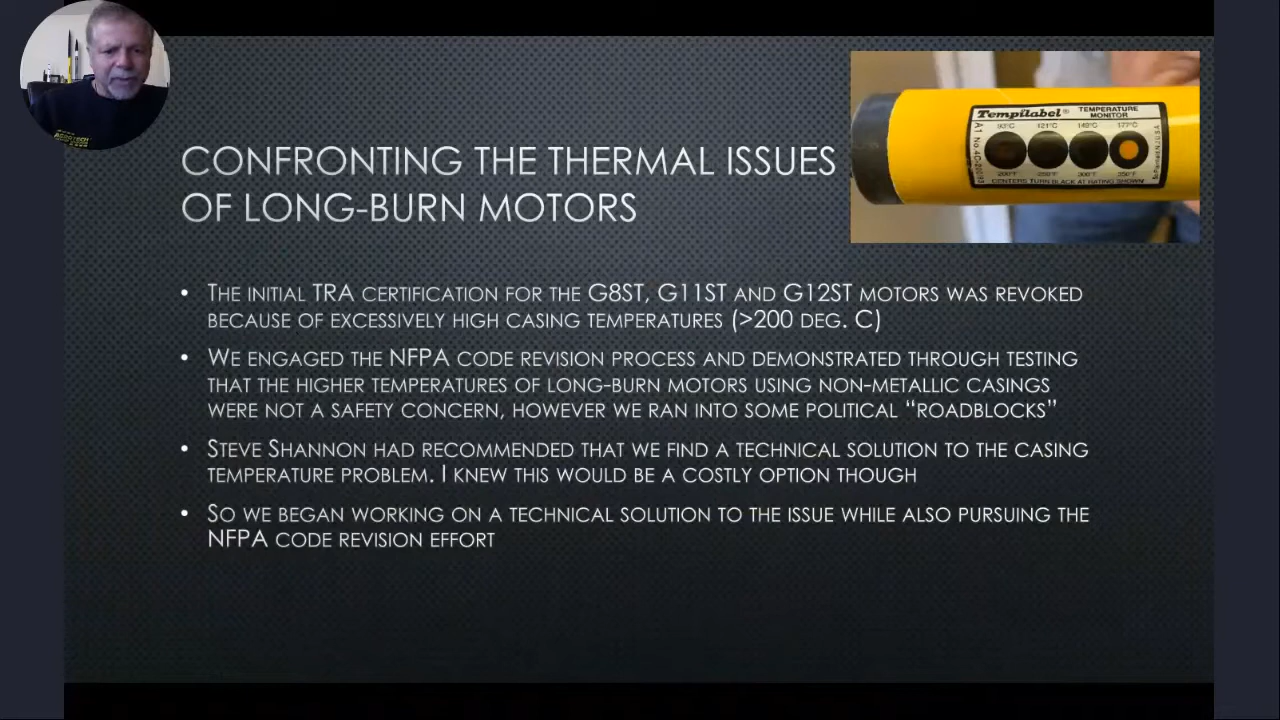 AEROTECH
Tempilabel® TEMPERATURE
MONITOR
93°C 121°C 149°C 177°C
200°F 250°F 300°F 350°F
CENTERS TURN BLACK AT RATING SHOWN
CONFRONTING THE THERMAL ISSUES
OF LONG-BURN MOTORS
• THE INITIAL TRA CERTIFICATION FOR THE G8ST, G11ST AND G12ST MOTORS WAS REVOKED
BECAUSE OF EXCESSIVELY HIGH CASING TEMPERATURES (>200 DEG. C)
• WE ENGAGED THE NFPA CODE REVISION PROCESS AND DEMONSTRATED THROUGH TESTING
THAT THE HIGHER TEMPERATURES OF LONG-BURN MOTORS USING NON-METALLIC CASINGS
WERE NOT A SAFETY CONCERN, HOWEVER WE RAN INTO SOME POLITICAL “ROADBLOCKS”
• STEVE SHANNON HAD RECOMMENDED THAT WE FIND A TECHNICAL SOLUTION TO THE CASING
TEMPERATURE PROBLEM. I KNEW THIS WOULD BE A COSTLY OPTION THOUGH
• SO WE BEGAN WORKING ON A TECHNICAL SOLUTION TO THE ISSUE WHILE ALSO PURSUING THE
NFPA CODE REVISION EFFORT